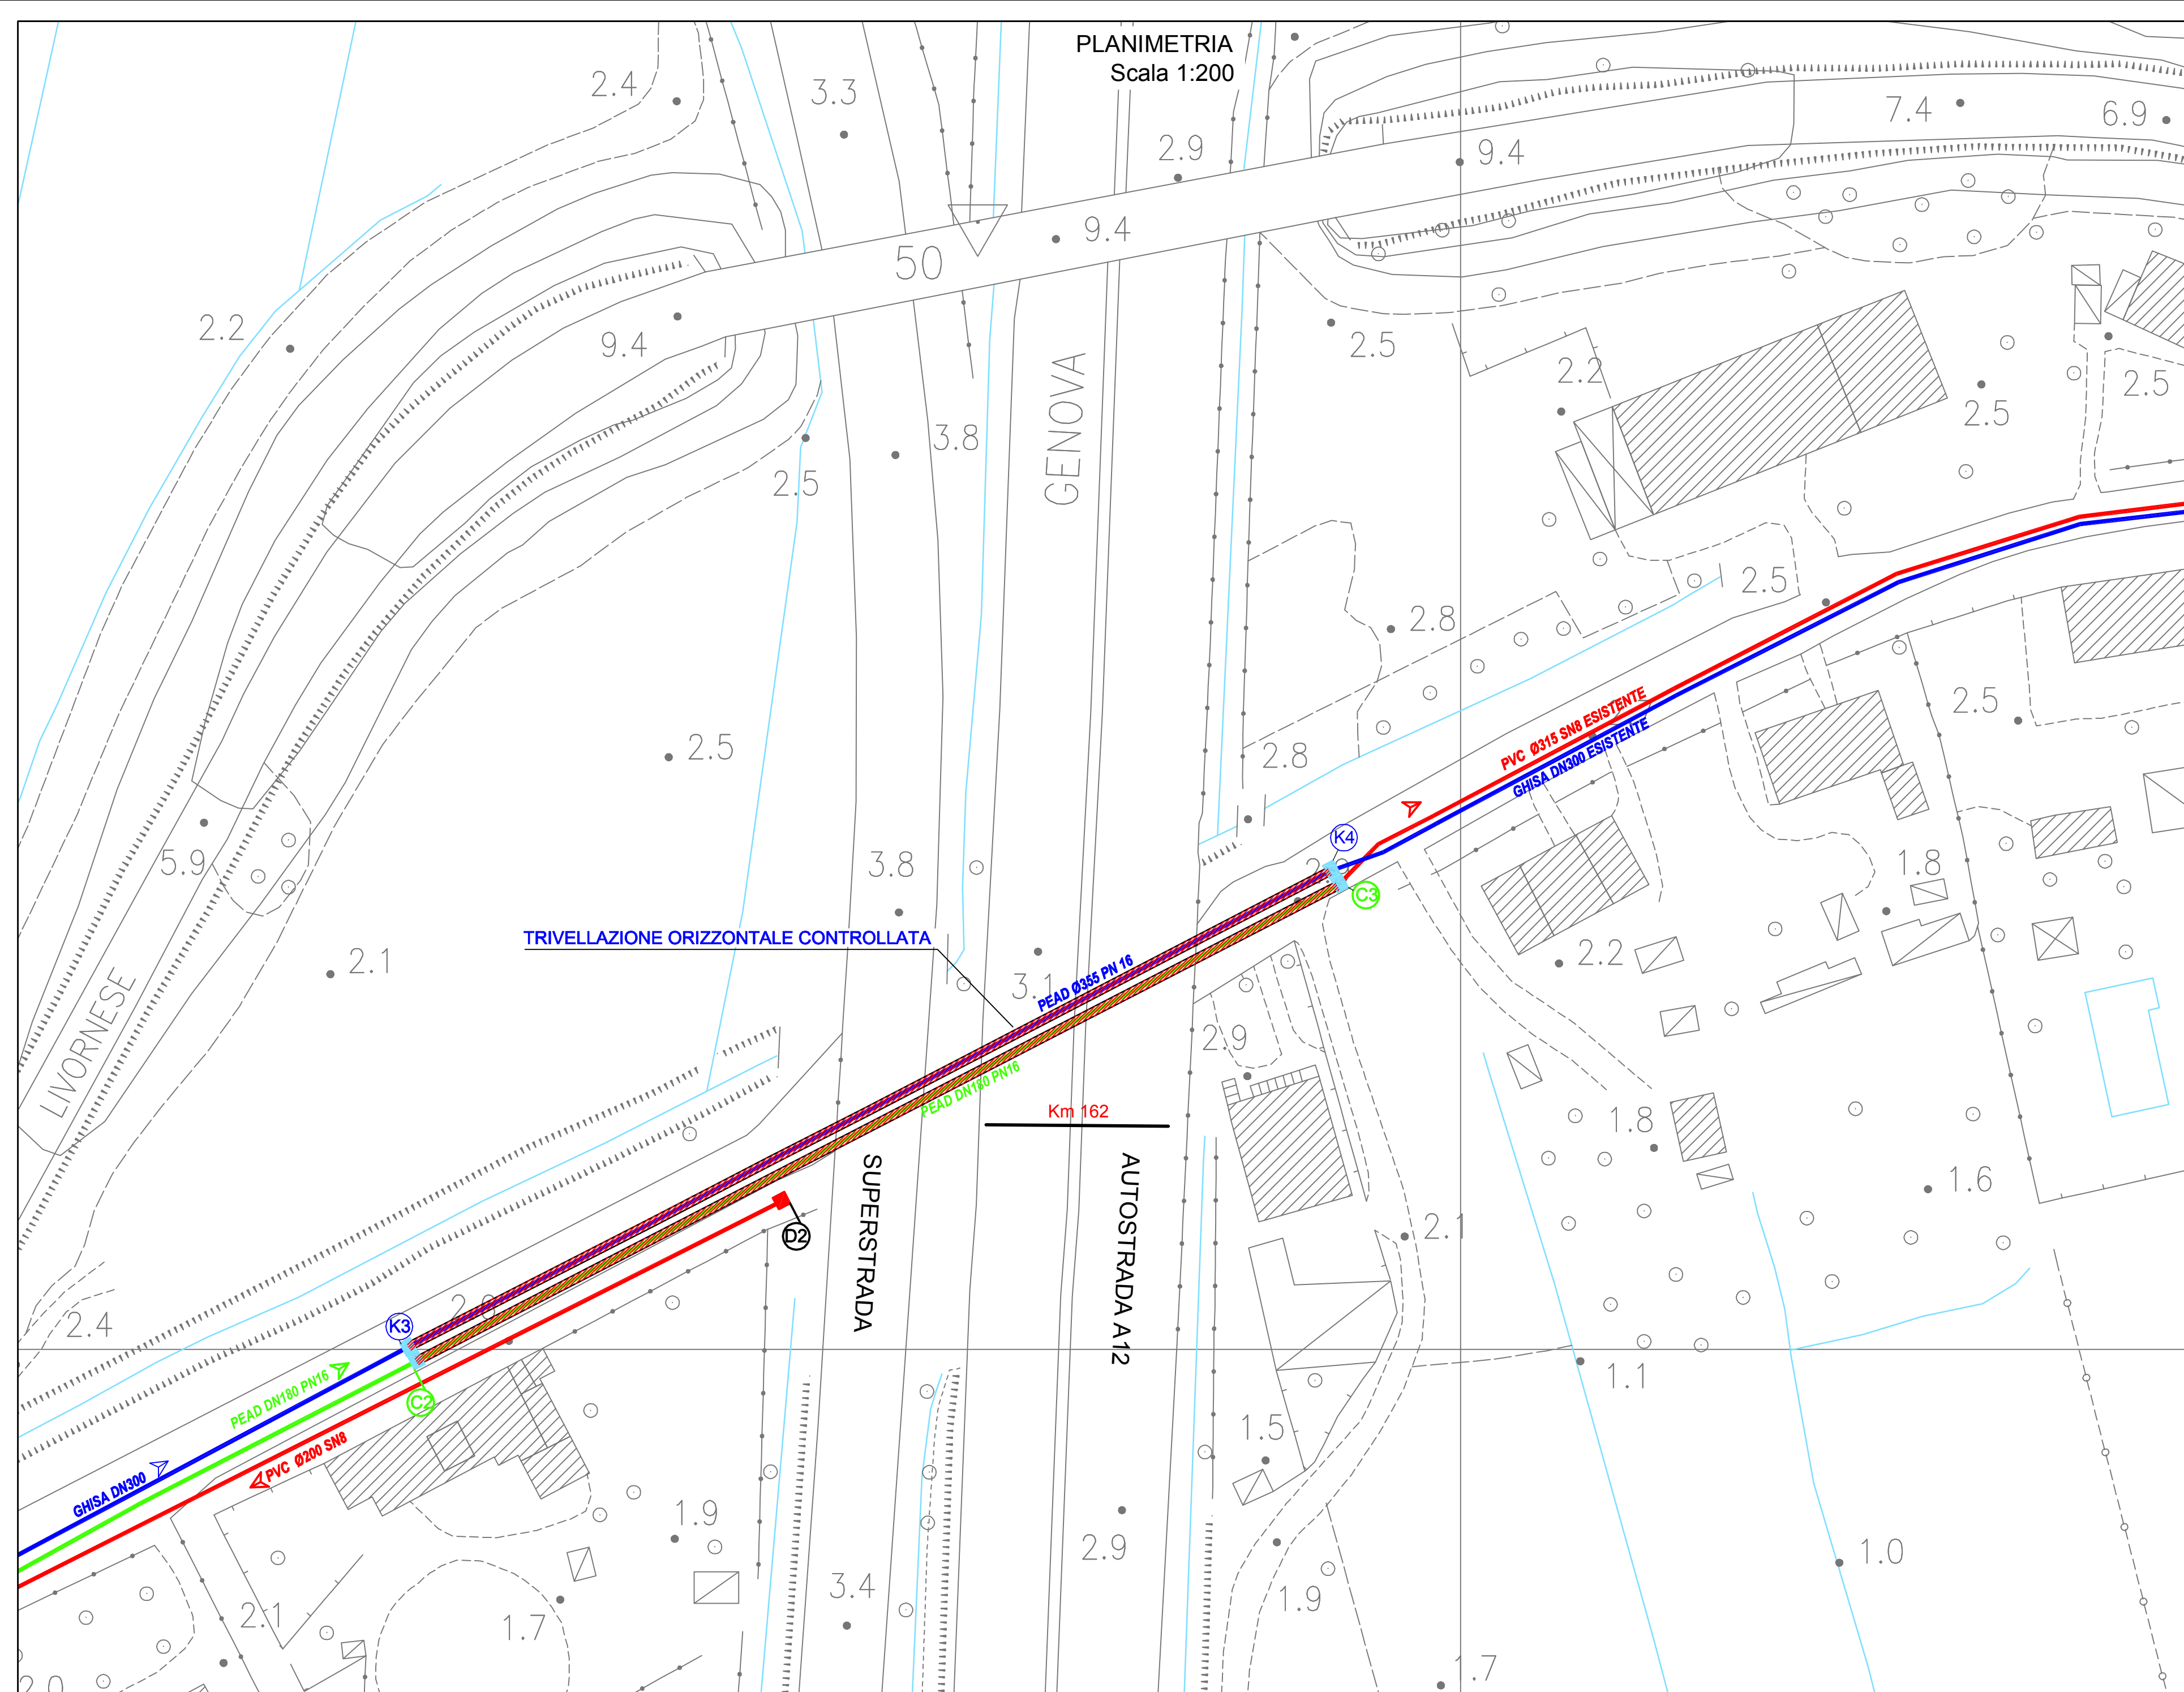 PLANIMETRIA
Scala 1:200
2.4
3.3
2.9
9.4
7.4
6.9
9.4
50
2.2
9.4
2.5
2.2
2.5
2.5
3.8
GENOVA
2.5
2.5
2.8
2.5
2.5
2.8
PVC Ø315 SN8 ESISTENTE
GHISA DN300 ESISTENTE
K4
C3
5.9
3.8
1.8
TRIVELLAZIONE ORIZZONTALE CONTROLLATA
2.1
3.1
PEAD Ø355 PN 16
2.2
LIVORNESE
2.9
PEAD DN180 PN16
Km 162
1.8
1.6
SUPERSTRADA
AUTOSTRADA A12
D2
2.1
2.4
K3
C2
PEAD DN180 PN16
PVC Ø200 SN8
GHISA DN300
1.1
1.5
1.9
2.9
1.0
3.4
1.9
2.1
1.7
1.7
2.0